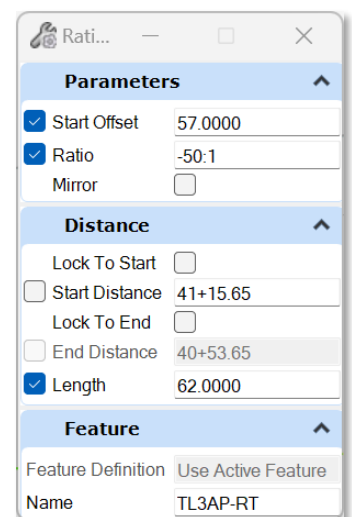 Rati...
Parameters
Start Offset 57.0000
Ratio -50:1
Mirror
Distance
Lock To Start
Start Distance 41+15.65
Lock To End
End Distance 40+53.65
Length 62.0000
Feature
Feature Definition Use Active Feature
Name TL3AP-RT